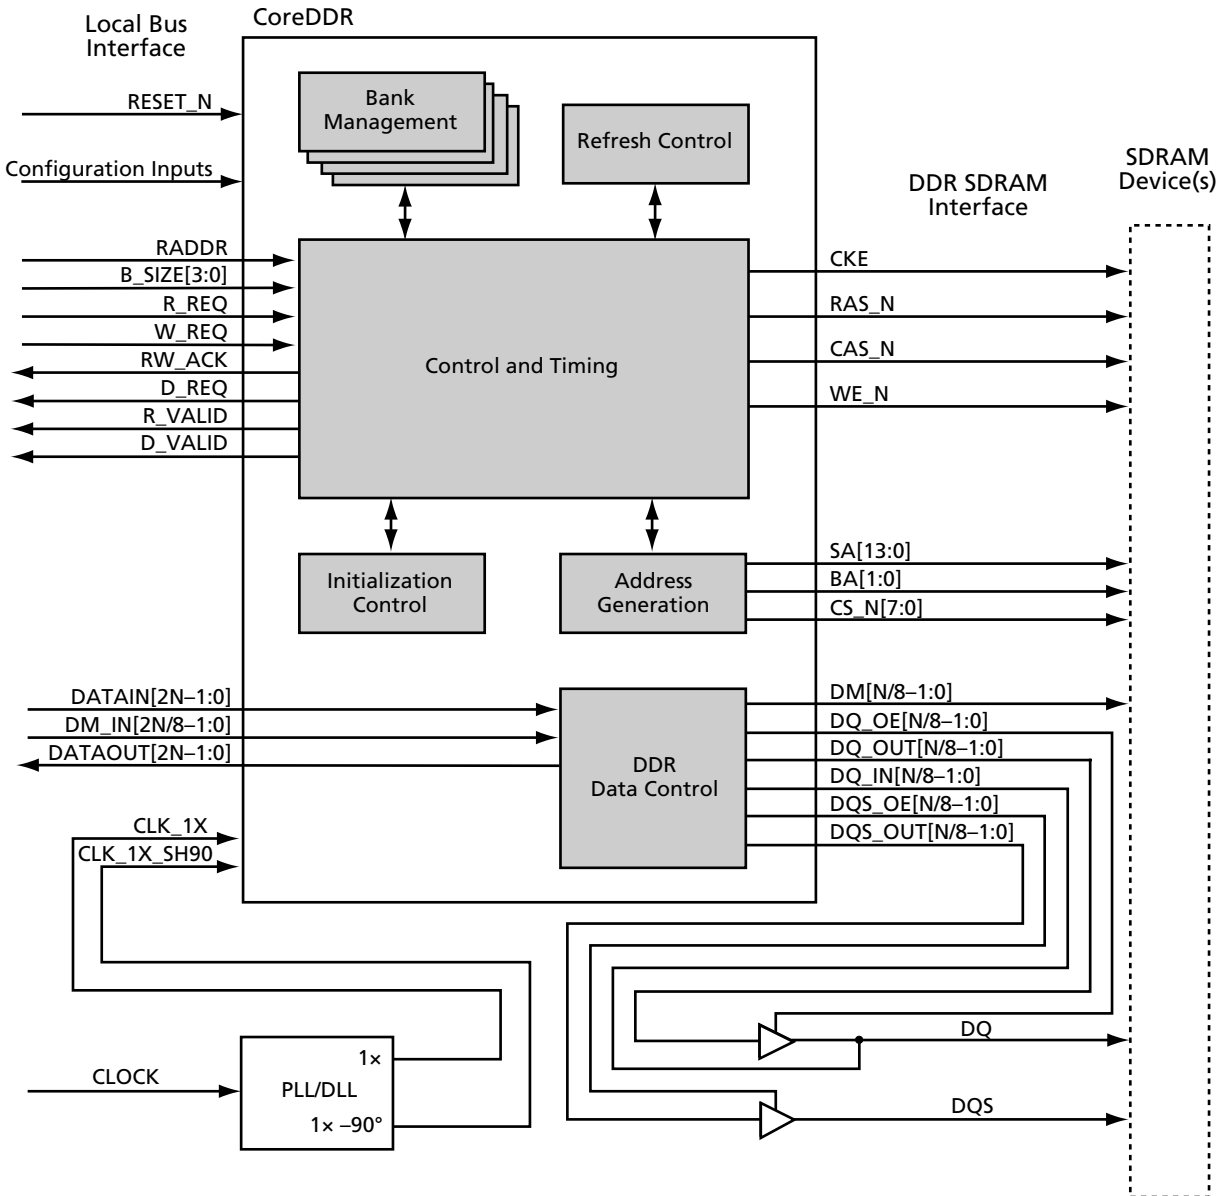 Local Bus
Interface
CoreDDR
RESET_N
Configuration Inputs
Bank
Management
Refresh Control
DDR SDRAM
Interface
SDRAM
Device(s)
RADDR
B_SIZE[3:0]
R_REQ
W_REQ
RW_ACK
D_REQ
R_VALID
D_VALID
Control and Timing
CKE
RAS_N
CAS_N
WE_N
Initialization
Control
Address
Generation
SA[13:0]
BA[1:0]
CS_N[7:0]
DATAIN[2N–1:0]
DM_IN[2N/8–1:0]
DATAOUT[2N–1:0]
DDR
Data Control
DM[N/8–1:0]
DQ_OE[N/8–1:0]
DQ_OUT[N/8–1:0]
DQ_IN[N/8–1:0]
DQS_OE[N/8–1:0]
DQS_OUT[N/8–1:0]
CLK_1X
CLK_1X_SH90
CLOCK
1×
PLL/DLL
1× –90°
DQ
DQS